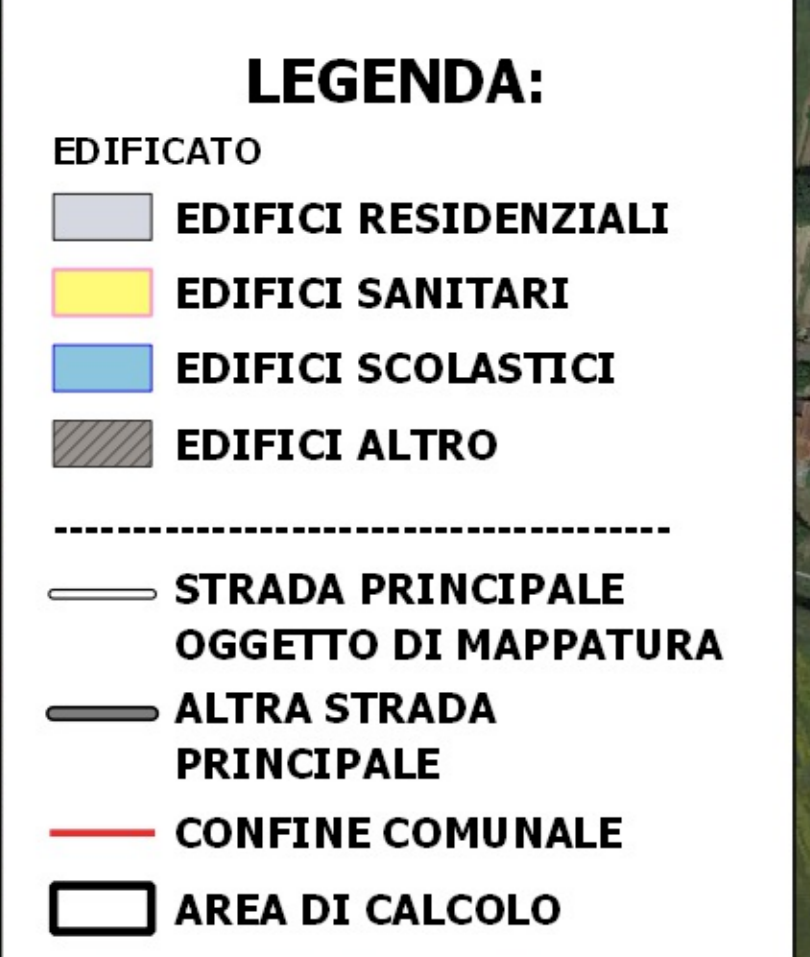 LEGENDA:
EDIFICATO
EDIFICI RESIDENZIALI
EDIFICI SANITARI
EDIFICI SCOLASTICI
EDIFICI ALTRO
---------------------------------------
STRADA PRINCIPALE
OGGETTO DI MAPPATURA
ALTRA STRADA
PRINCIPALE
CONFINE COMUNALE
AREA DI CALCOLO